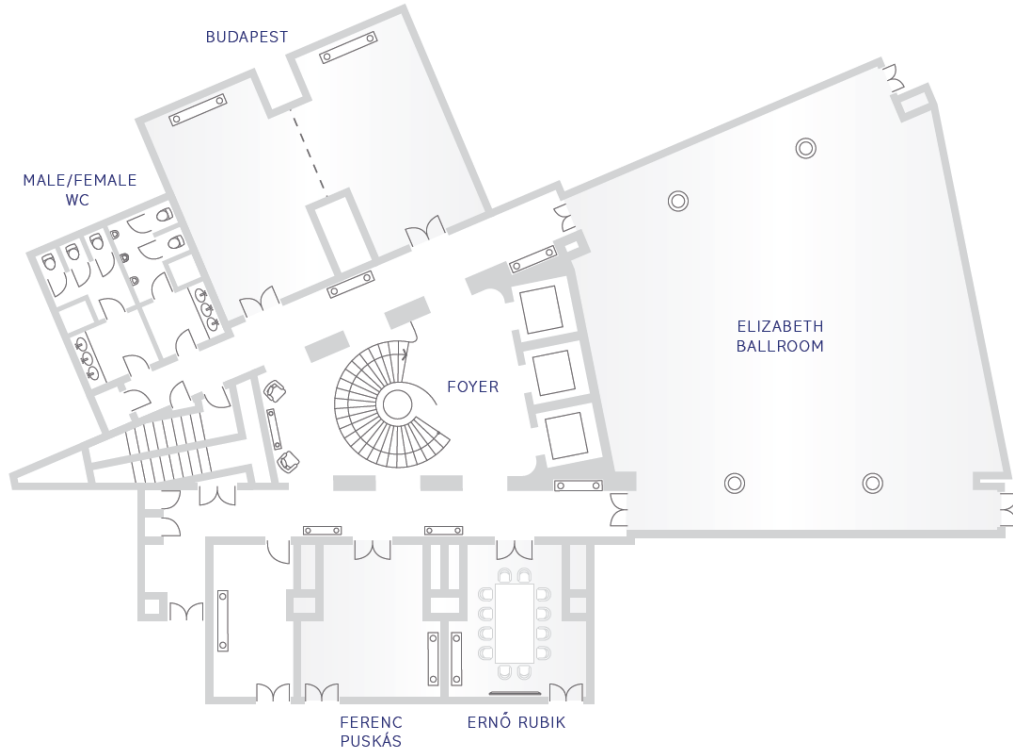 BUDAPEST
MALE/FEMALE
WC
ELIZABETH
BALLROOM
FOYER
FERENC
PUSKÁS
ERNŐ RUBIK